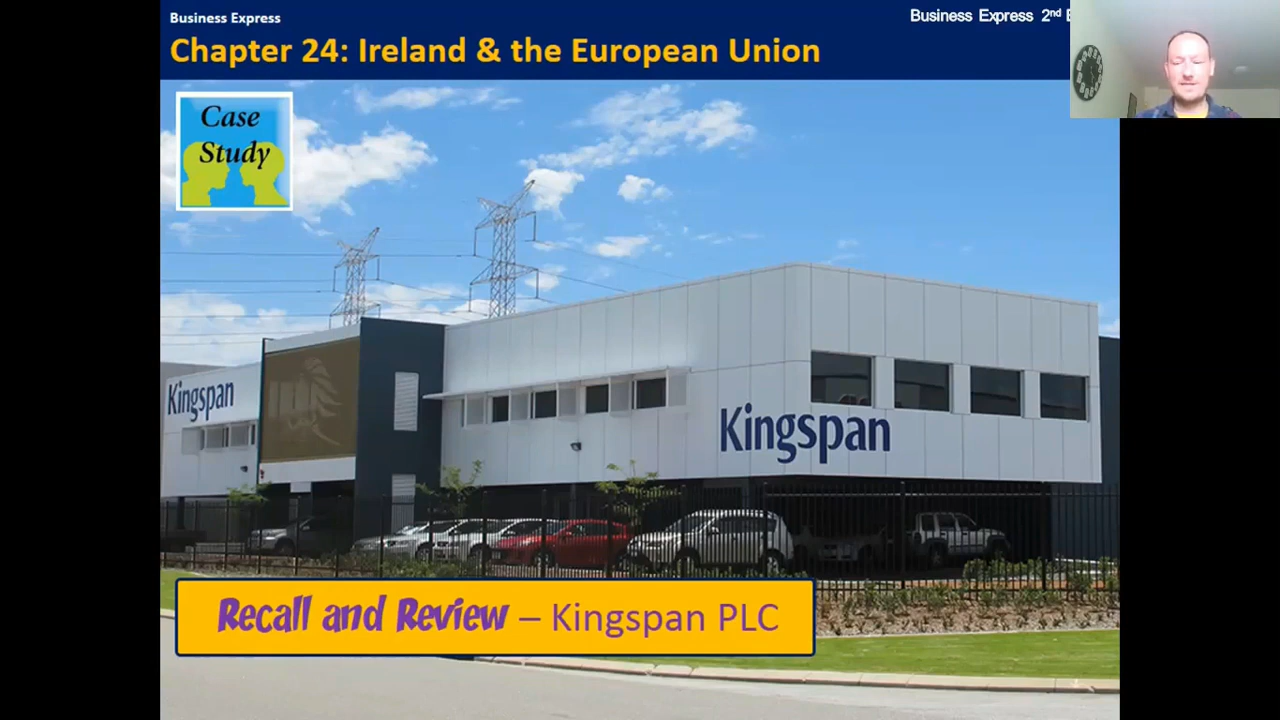 Business Express
Business Express 2nd
Chapter 24: Ireland & the European Union
Case
Study
Kingspan
Kingspan
Recall and Review – Kingspan PLC